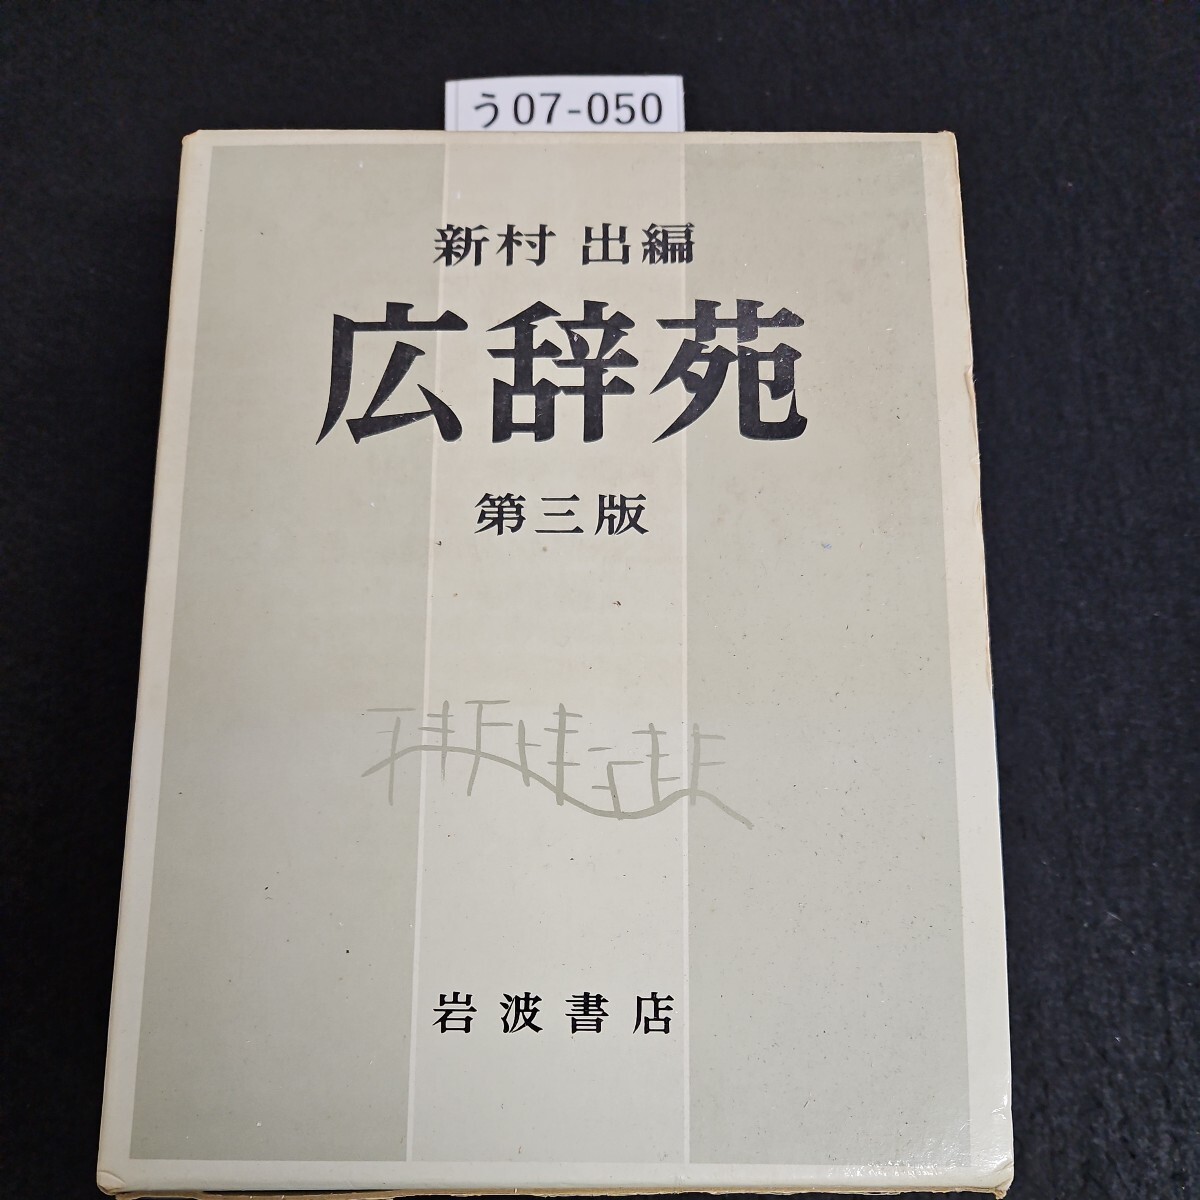 う07-050
新村 出編
広辞苑
第三版
岩波書店